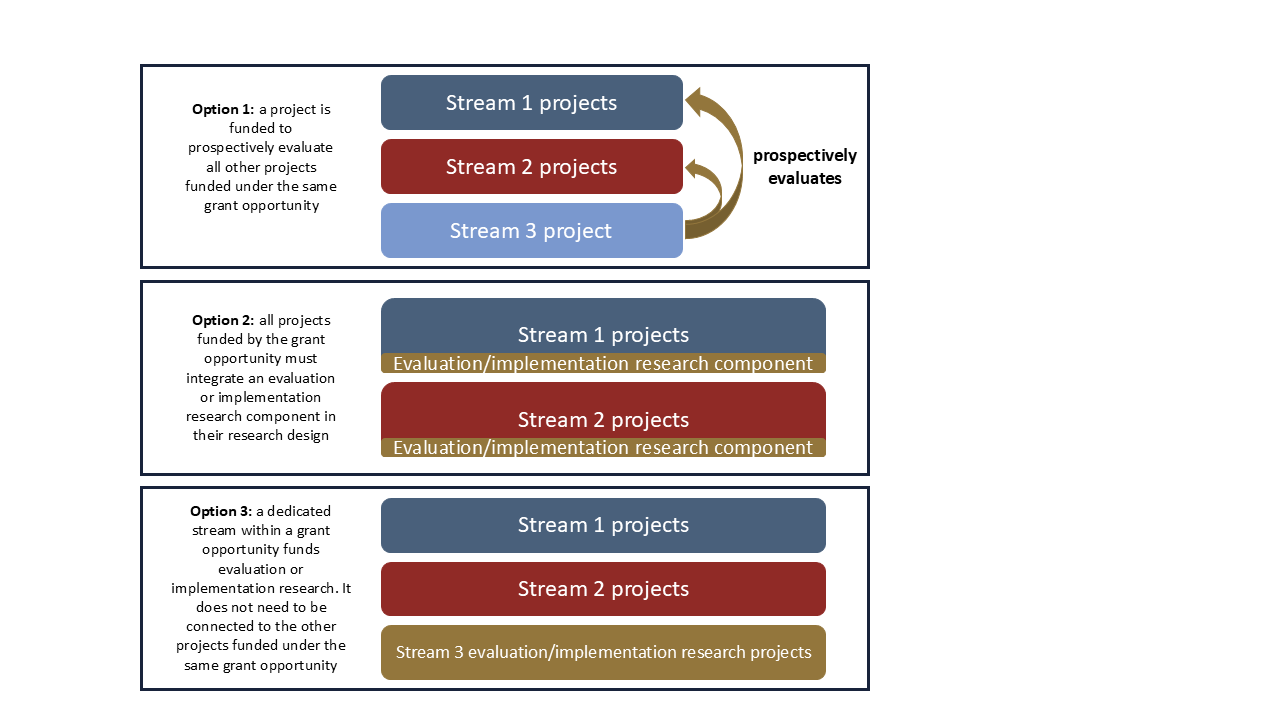 Option 1: a project is
funded to
prospectively evaluate
all other projects
funded under the same
grant opportunity
Stream 1 projects
Stream 2 projects
Stream 3 project
prospectively
evaluates
Option 2: all projects
funded by the grant
opportunity must
integrate an evaluation
or implementation
research component in
their research design
Stream 1 projects
Evaluation/implementation research component
Stream 2 projects
Evaluation/implementation research component
Option 3: a dedicated
stream within a grant
opportunity funds
evaluation or
implementation research. It
does not need to be
connected to the other
projects funded under the
same grant opportunity
Stream 1 projects
Stream 2 projects
Stream 3 evaluation/implementation research projects